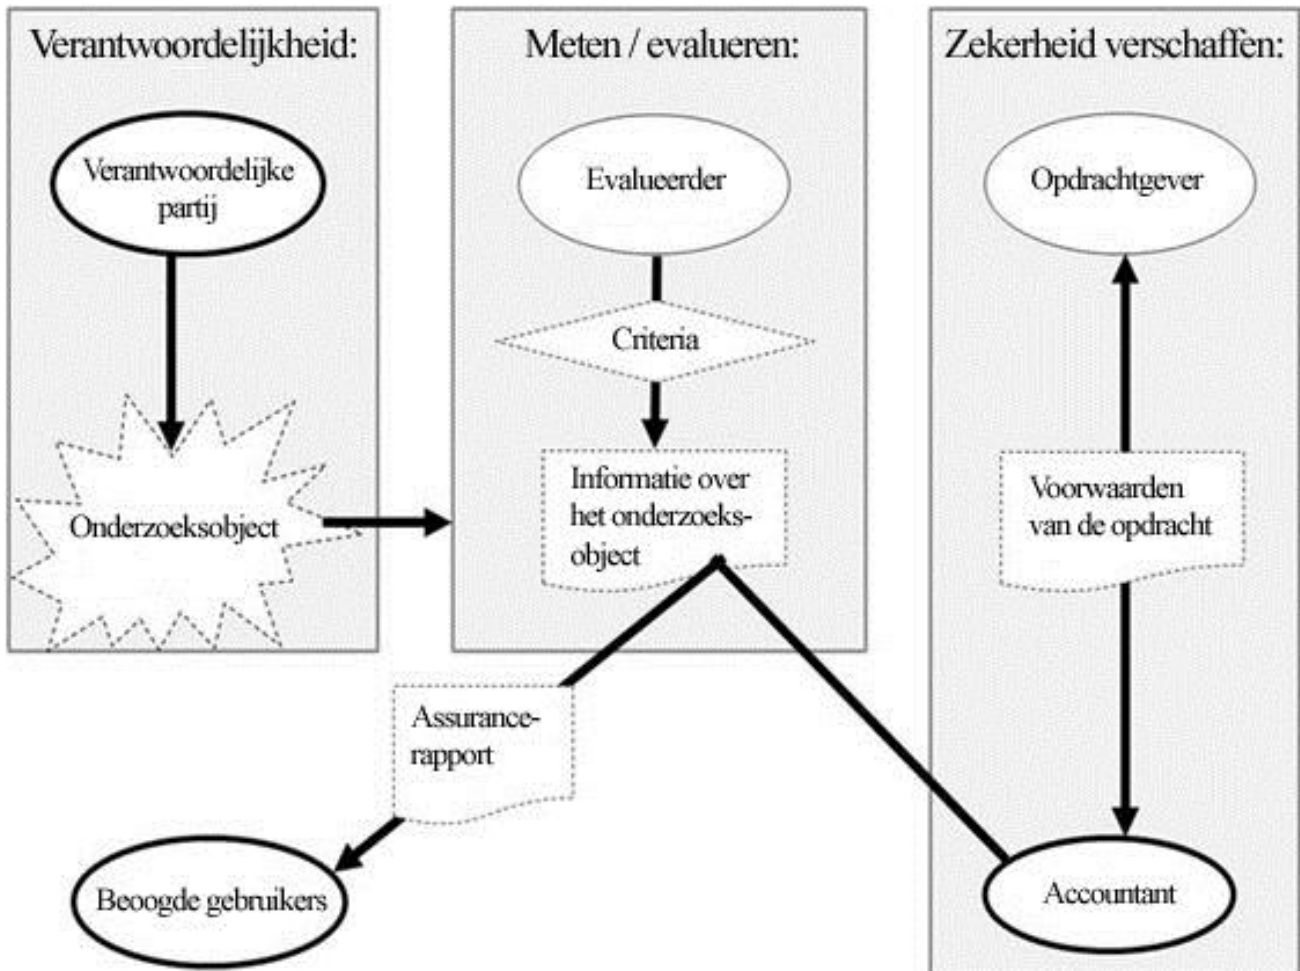 Verantwoordelijkheid:
Verantwoordelijke
partij
Onderzoeksobject
Meten / evalueren:
Evalueerder
Criteria
Informatie over
het onderzoeks-
object
Zekerheid verschaffen:
Opdrachtgever
Voorwaarden
van de opdracht
Accountant
Assurance-
rapport
Beoogde gebruikers